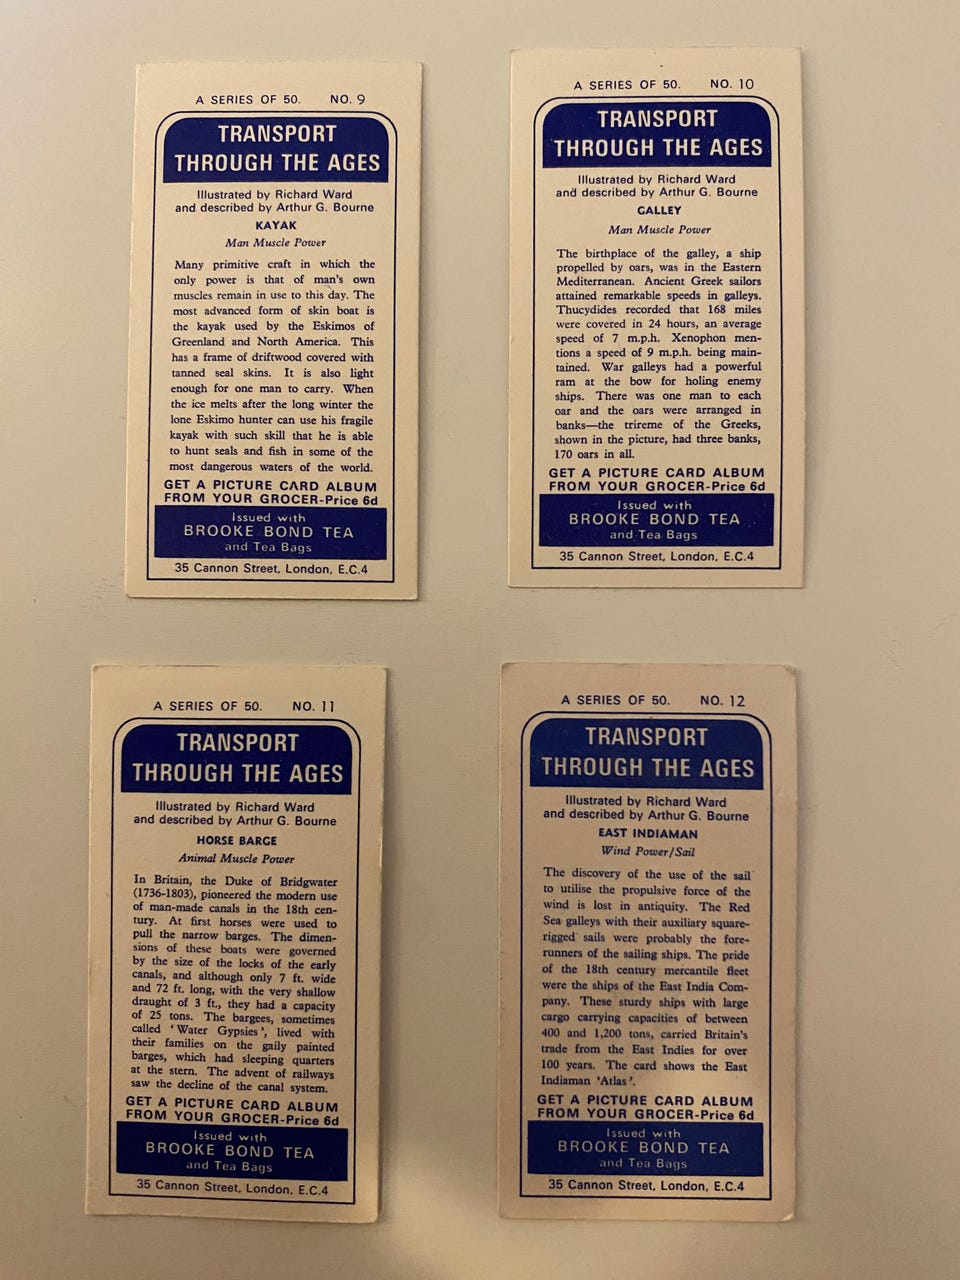 A SERIES OF 50. NO. 9
TRANSPORT
THROUGH THE AGES
Illustrated by Richard Ward
and described by Arthur G. Bourne
KAYAK
Man Muscle Power
Many primitive craft in which the
only power is that of man's own
muscles remain in use to this day. The
most advanced form of skin boat is
the kayak used by the Eskimos of
Greenland and North America. This
has a frame of driftwood covered with
tanned seal skins. It is also light
enough for one man to carry. When
the ice melts after the long winter the
lone Eskimo hunter can use his fragile
kayak with such skill that he is able
to hunt seals and fish in some of the
most dangerous waters of the world.
GET A PICTURE CARD ALBUM
FROM YOUR GROCER-Price 6d
Issued with
BROOKE BOND TEA
and Tea Bags
35 Cannon Street, London, E.C.4
A SERIES OF 50. NO. 10
TRANSPORT
THROUGH THE AGES
Illustrated by Richard Ward
and described by Arthur G. Bourne
GALLEY
Man Muscle Power
The birthplace of the galley, a ship
propelled by oars, was in the Eastern
Mediterranean. Ancient Greek sailors
attained remarkable speeds in galleys.
Thucydides recorded that 168 miles
were covered in 24 hours, an average
speed of 7 m.p.h. Xenophon men-
tions a speed of 9 m.p.h. being main-
tained. War galleys had a powerful
ram at the bow for holing enemy
ships. There was one man to each
oar and the oars were arranged in
banks—the trireme of the Greeks,
shown in the picture, had three banks,
170 oars in all.
GET A PICTURE CARD ALBUM
FROM YOUR GROCER-Price 6d
Issued with
BROOKE BOND TEA
and Tea Bags
35 Cannon Street, London, E.C.4
A SERIES OF 50. NO. 11
TRANSPORT
THROUGH THE AGES
Illustrated by Richard Ward
and described by Arthur G. Bourne
HORSE BARGE
Animal Muscle Power
In Britain, the Duke of Bridgwater
(1736-1803), pioneered the modern use
of man-made canals in the 18th cen-
tury. At first horses were used to
pull the narrow barges. The dimen-
sions of these boats were governed
by the size of the locks of the early
canals, and although only 7 ft. wide
and 72 ft. long, with the very shallow
draught of 3 ft., they had a capacity
of 25 tons. The bargees, sometimes
called 'Water Gypsies', lived with
their families on the gaily painted
barges, which had sleeping quarters
at the stern. The advent of railways
saw the decline of the canal system.
GET A PICTURE CARD ALBUM
FROM YOUR GROCER-Price 6d
Issued with
BROOKE BOND TEA
and Tea Bags
35 Cannon Street, London, E.C.4
A SERIES OF 50. NO. 12
TRANSPORT
THROUGH THE AGES
Illustrated by Richard Ward
and described by Arthur G. Bourne
EAST INDIAMAN
Wind Power/Sail
The discovery of the use of the sail
to utilise the propulsive force of the
wind is lost in antiquity. The Red
Sea galleys with their auxiliary square-
rigged sails were probably the fore-
runners of the sailing ships. The pride
of the 18th century mercantile fleet
were the ships of the East India Com-
pany. These sturdy ships with large
cargo carrying capacities of between
400 and 1,200 tons, carried Britain's
trade from the East Indies for over
100 years. The card shows the East
Indiaman 'Atlas'.
GET A PICTURE CARD ALBUM
FROM YOUR GROCER-Price 6d
Issued with
BROOKE BOND TEA
and Tea Bags
35 Cannon Street, London, E.C.4